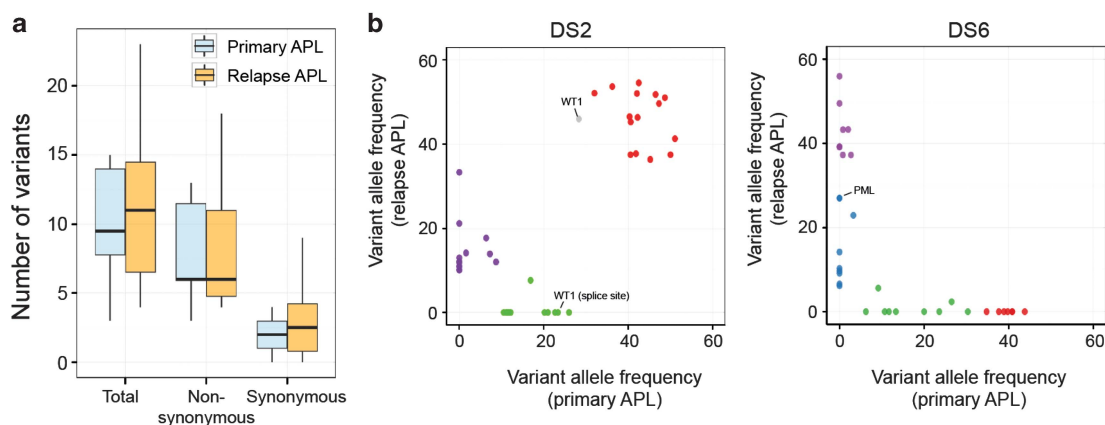 a
Number of variants
20
15
10
5
0
Primary APL
Relapse APL
Total
Non-
synonymous
Synonymous
b
DS2
Variant allele frequency
(relapse APL)
60
40
20
0
WT1
WT1 (splice site)
0
20
40
60
Variant allele frequency
(primary APL)
DS6
Variant allele frequency
(relapse APL)
60
40
20
0
PML
0
20
40
60
Variant allele frequency
(primary APL)